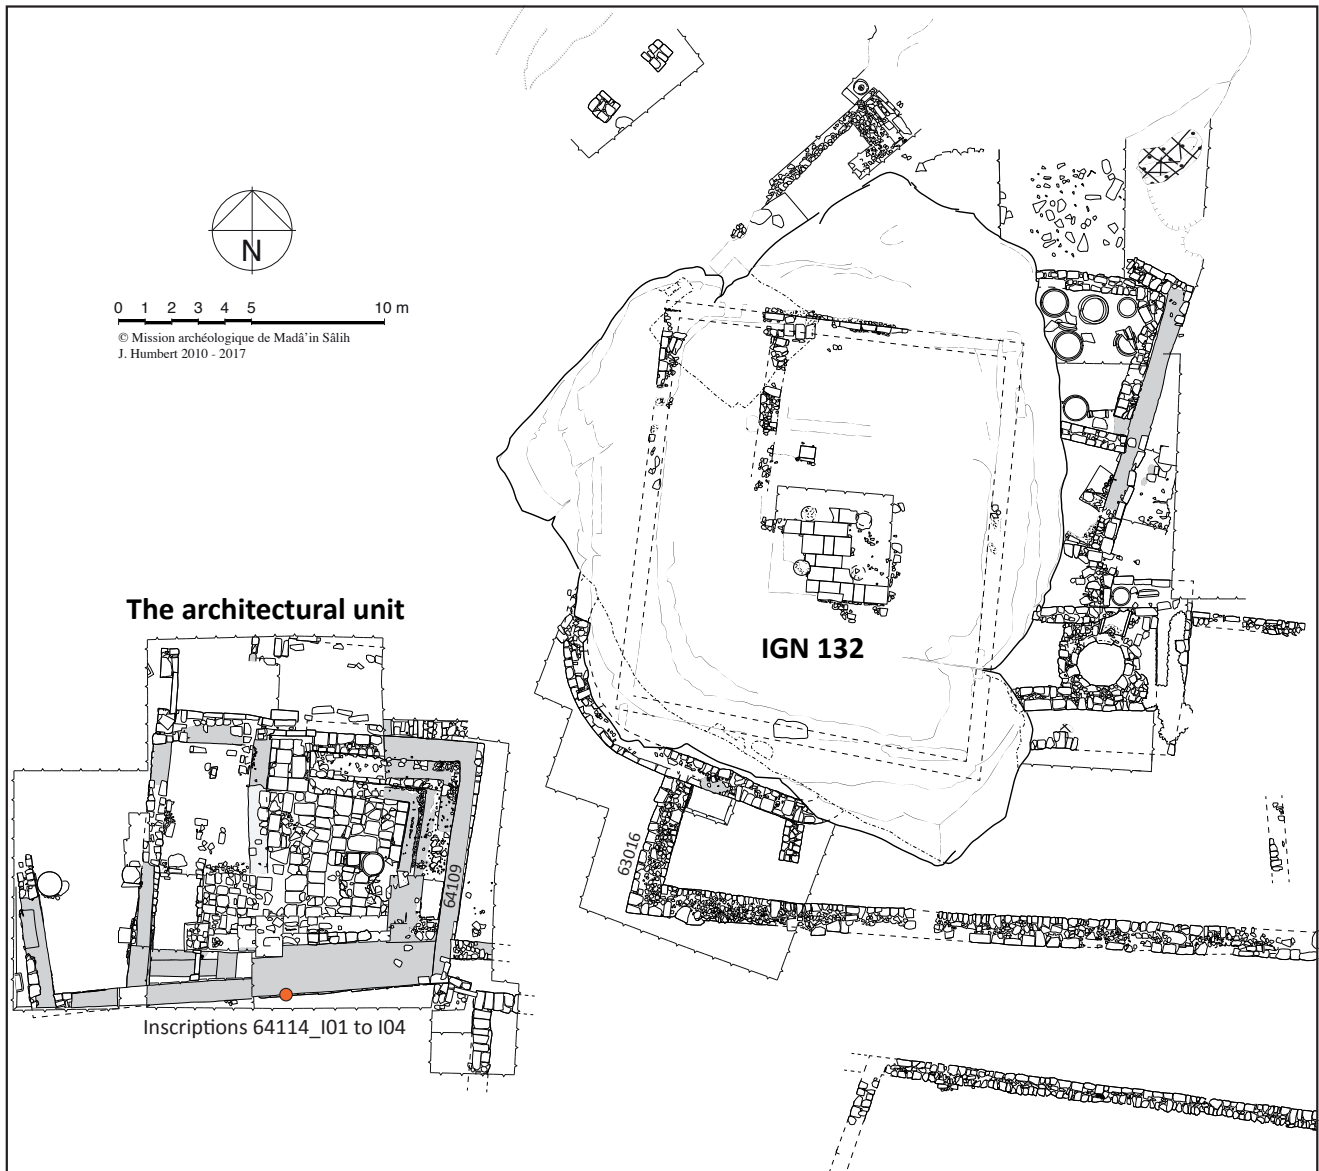 N
0 1 2 3 4 5 10 m
© Mission archéologique de Madâ'in Sâlih
J. Humbert 2010 - 2017
The architectural unit
IGN 132
63016
64109
Inscriptions 64114_I01 to I04